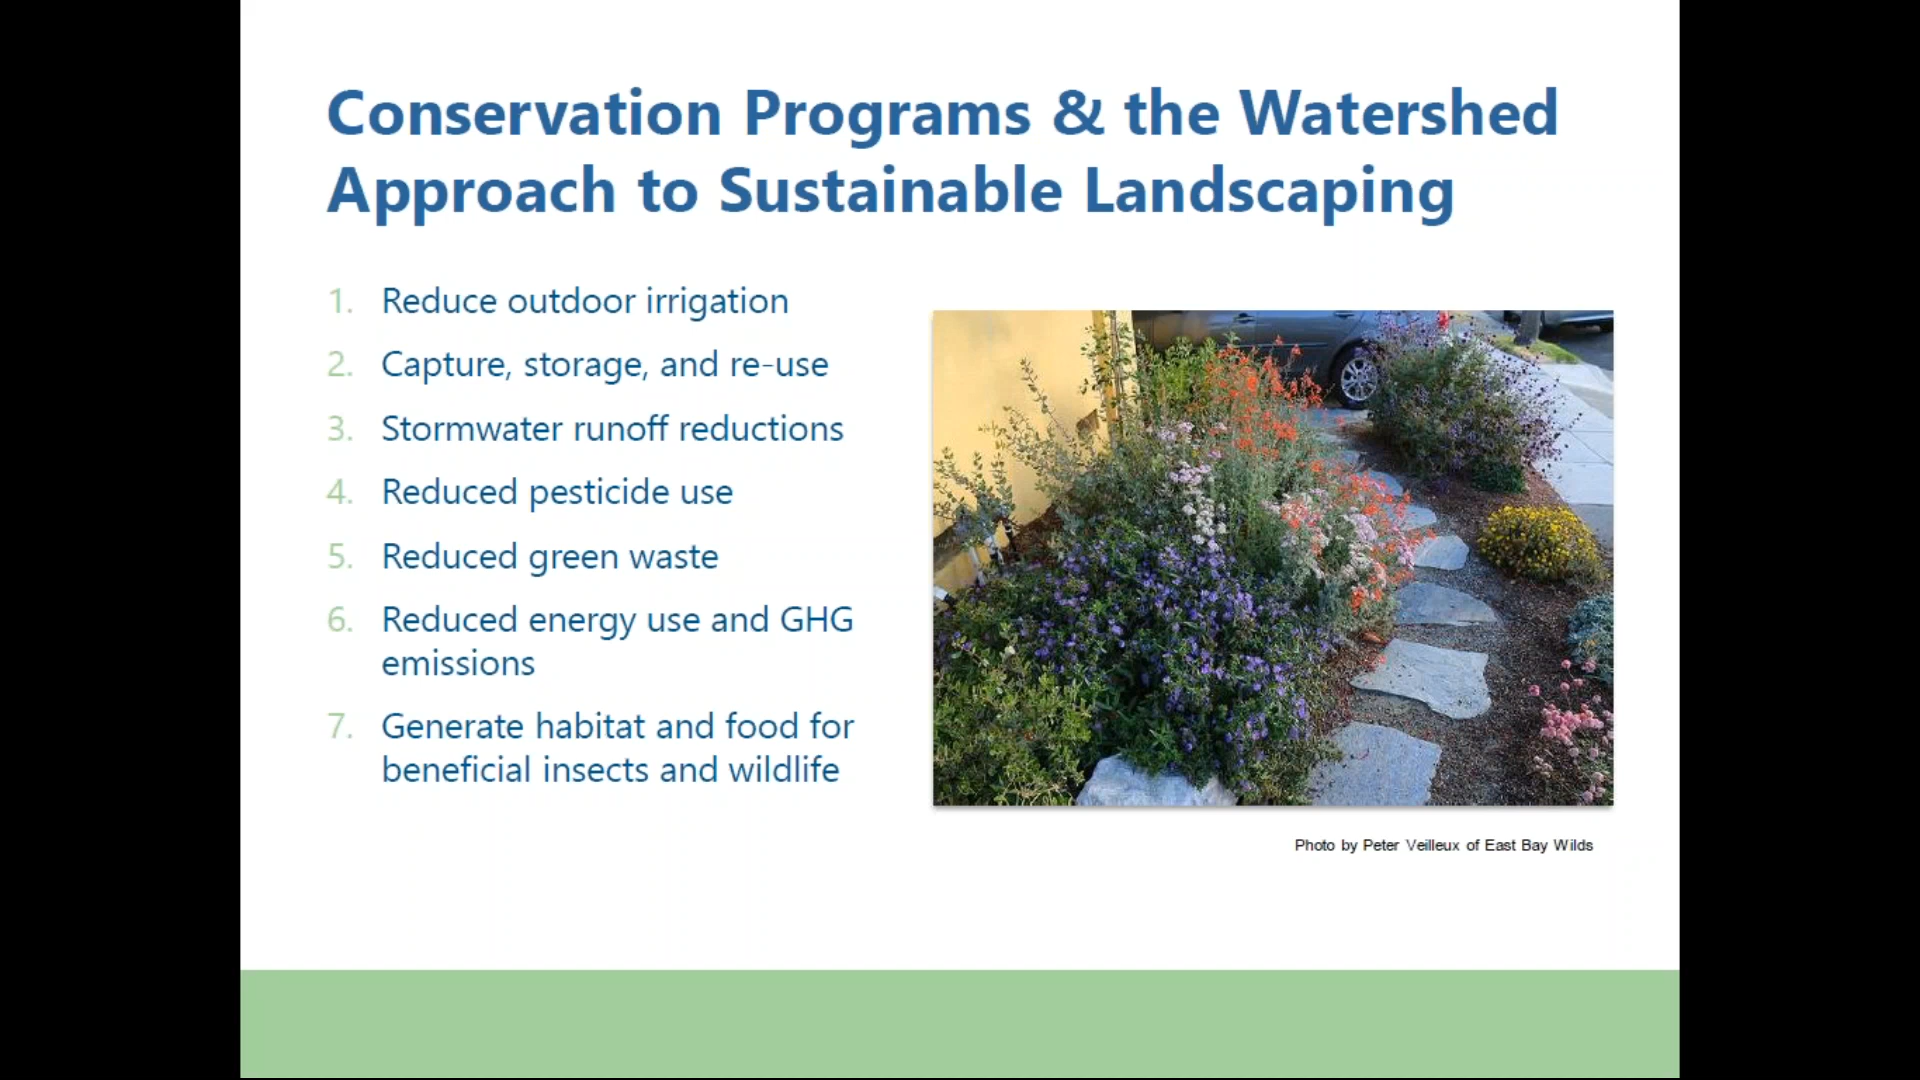 Conservation Programs & the Watershed
Approach to Sustainable Landscaping
1. Reduce outdoor irrigation
2. Capture, storage, and re-use
3. Stormwater runoff reductions
4. Reduced pesticide use
5. Reduced green waste
6. Reduced energy use and GHG
emissions
7. Generate habitat and food for
beneficial insects and wildlife
Photo by Peter Veilleux of East Bay Wilds